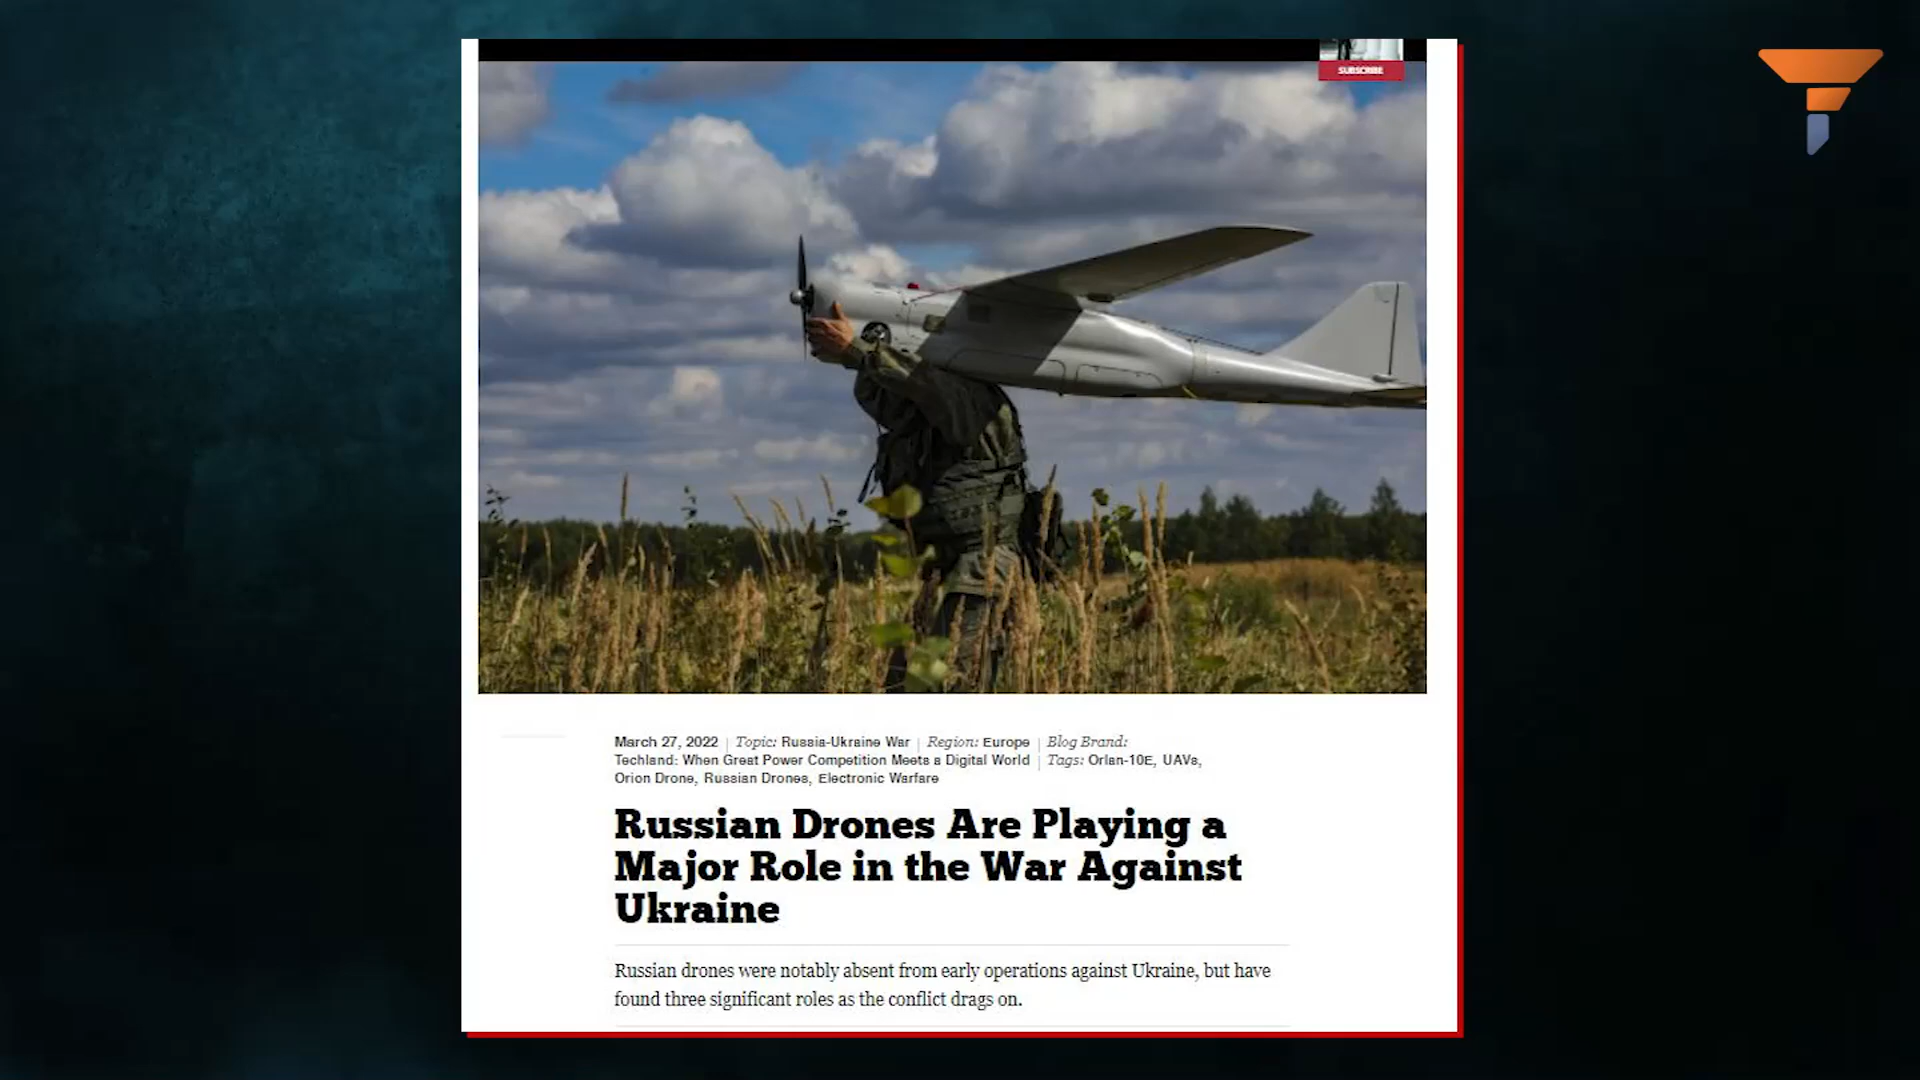 SUBSCRIBE
March 27, 2022 | Topic: Russia-Ukraine War | Region: Europe | Blog Brand:
Techland: When Great Power Competition Meets a Digital World | Tags: Orlan-10E, UAVs,
Orion Drone, Russian Drones, Electronic Warfare
Russian Drones Are Playing a
Major Role in the War Against
Ukraine
Russian drones were notably absent from early operations against Ukraine, but have
found three significant roles as the conflict drags on.